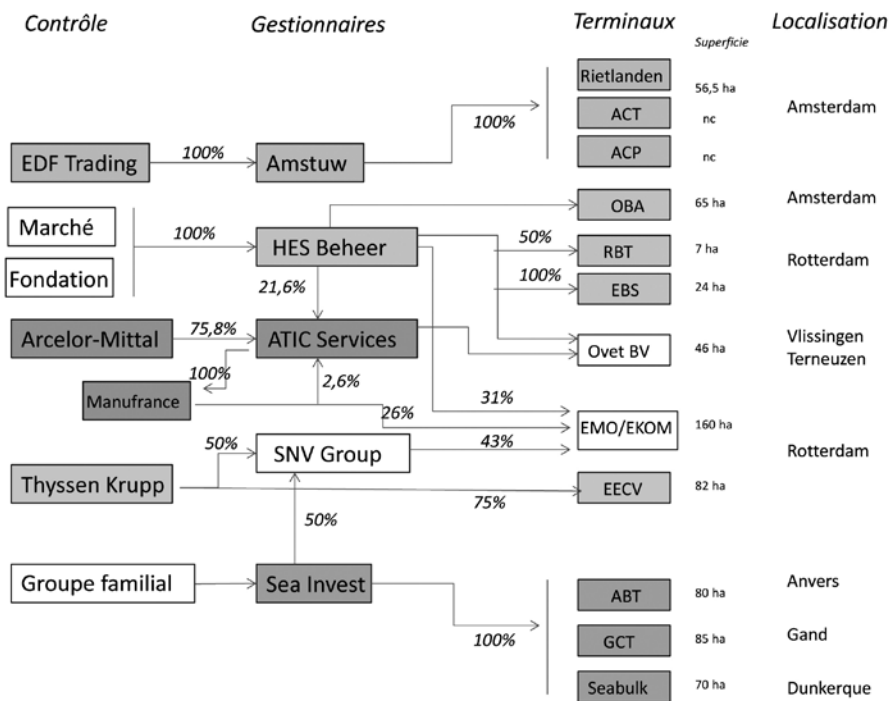 Contrôle Gestionnaires Terminaux Localisation
Superficie
Rietlanden
56,5 ha
100% ACT nc Amsterdam
EDF Trading 100% Amstuw ACP nc
Marché OBA 65 ha Amsterdam
100% HES Beheer 50% RBT 7 ha
Rotterdam
Fondation 21,6% 100% EBS 24 ha
Arcelor-Mittal 75,8% ATIC Services Ovet BV 46 ha Vlissingen
Terneuzen
100% 2,6%
Manufrance 31%
26% EMO/EKOM 160 ha
50% SNV Group 43% Rotterdam
Thyssen Krupp 75% EECV 82 ha
50%
Groupe familial Sea Invest ABT 80 ha Anvers
100% GCT 85 ha Gand
Seabulk 70 ha Dunkerque